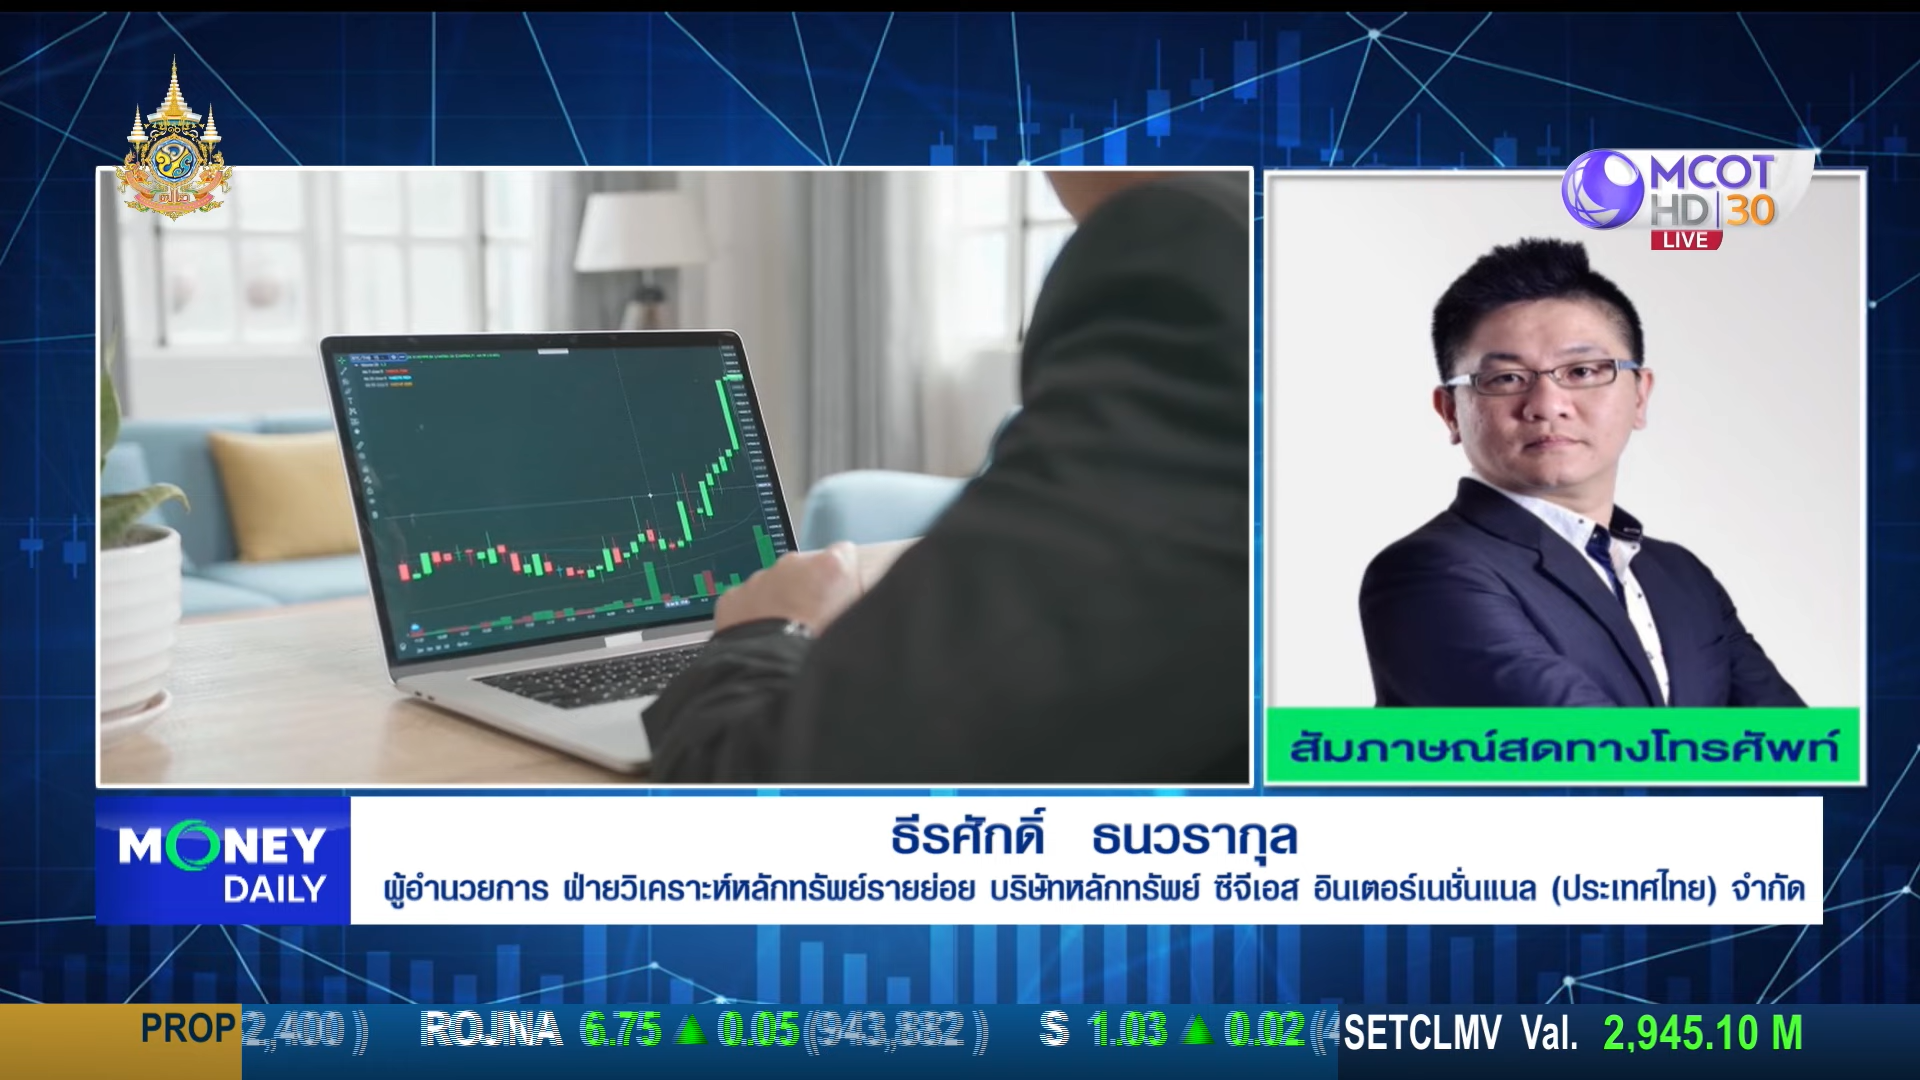 MCOT
HD 30
LIVE
สัมภาษณ์สดทางโทรศัพท์
MONEY
DAILY
ธีรศักดิ์ ธนวรากุล
ผู้อำนวยการ ฝ่ายวิเคราะห์หลักทรัพย์รายย่อย บริษัทหลักทรัพย์ ซีจีเอส อินเตอร์เนชั่นแนล (ประเทศไทย) จำกัด
PROP 2,400 ) ROJNA 6.75 ▲ 0.05 (943,882 ) S 1.03 ▲ 0.02 (4 SETCLMV Val. 2,945.10 M